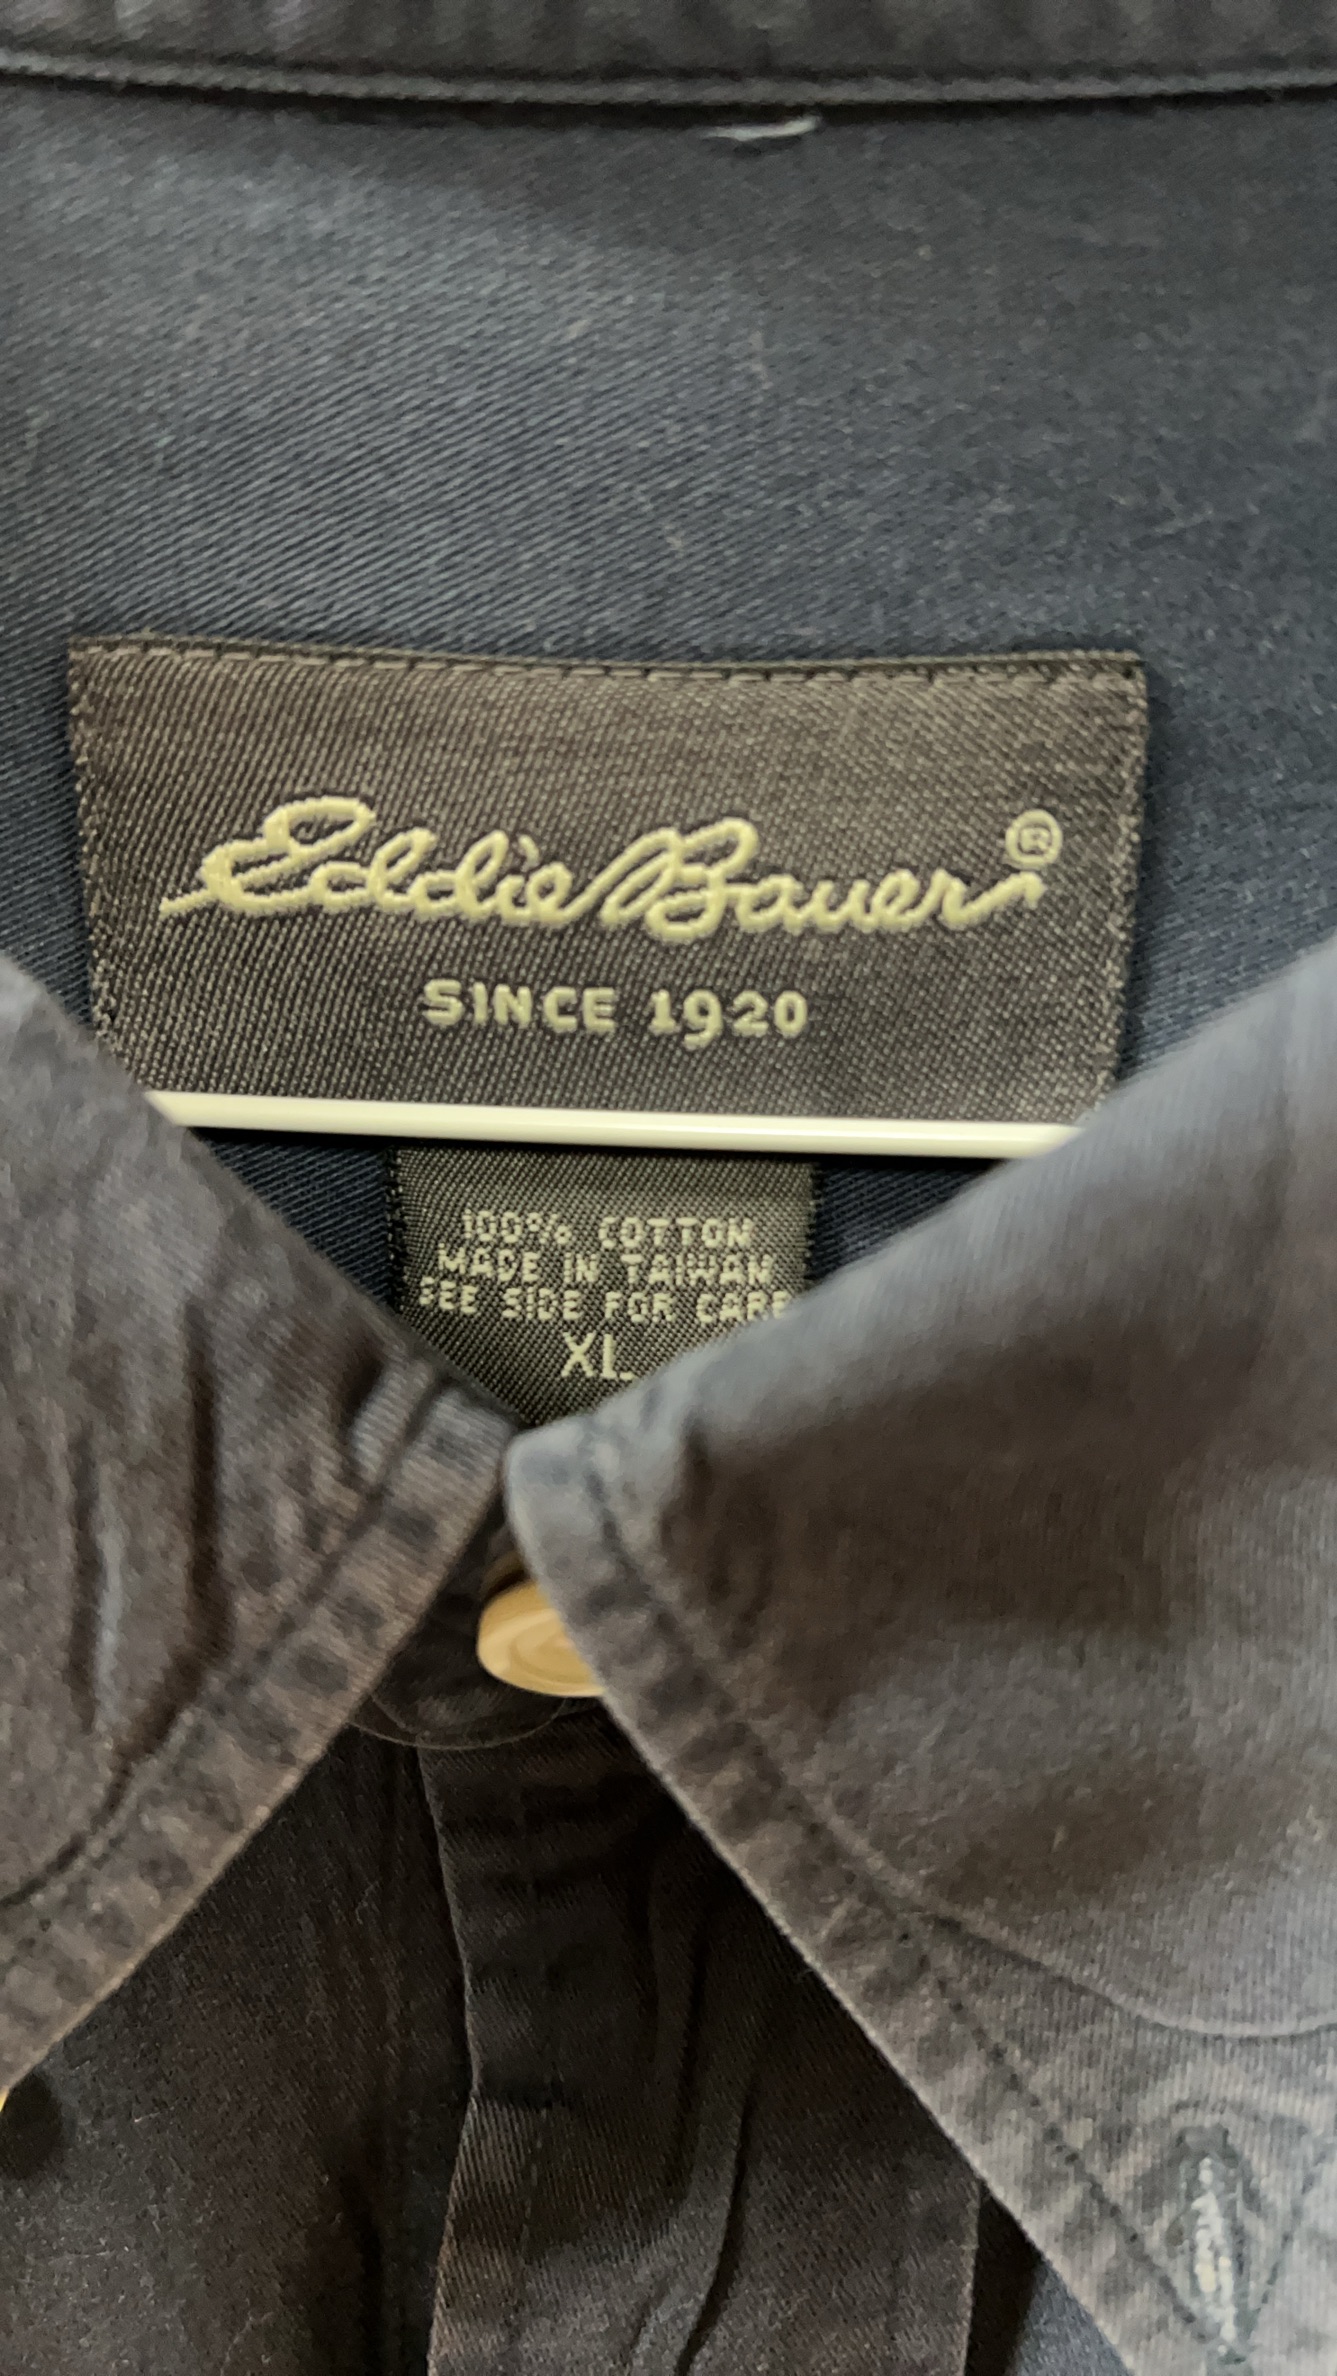 Eddie Bauer®
SINCE 1920
100% COTTON
MADE IN TAIWAN
SEE SIDE FOR CARE
XL